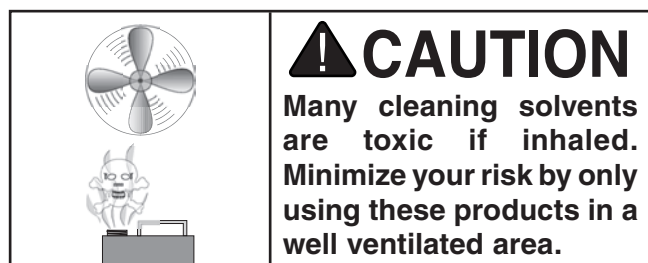 CAUTION
Many cleaning solvents
are toxic if inhaled.
Minimize your risk by only
using these products in a
well ventilated area.